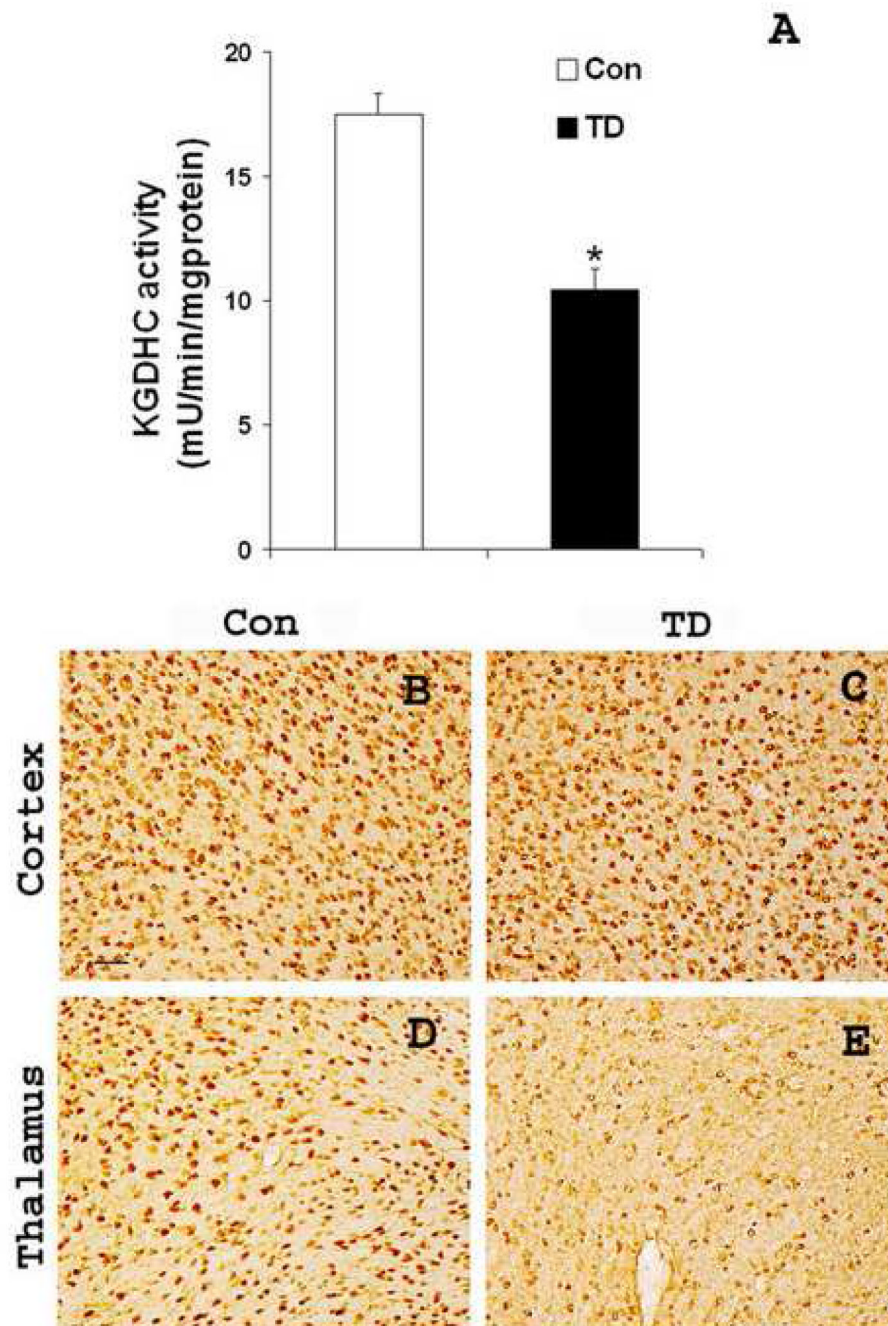 A
20
15
10
5
0
KGDHC activity
(mU/min/mgprotein)
Con
TD
*
Con
TD
Cortex
B
C
Thalamus
D
E